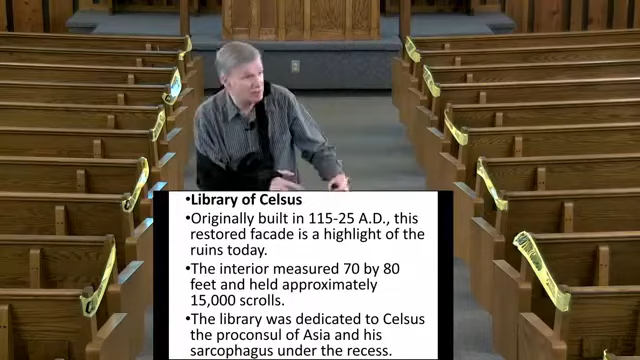 •Library of Celsus
•Originally built in 115-25 A.D., this
restored facade is a highlight of the
ruins today.
•The interior measured 70 by 80
feet and held approximately
15,000 scrolls.
•The library was dedicated to Celsus
the proconsul of Asia and his
sarcophagus under the recess.